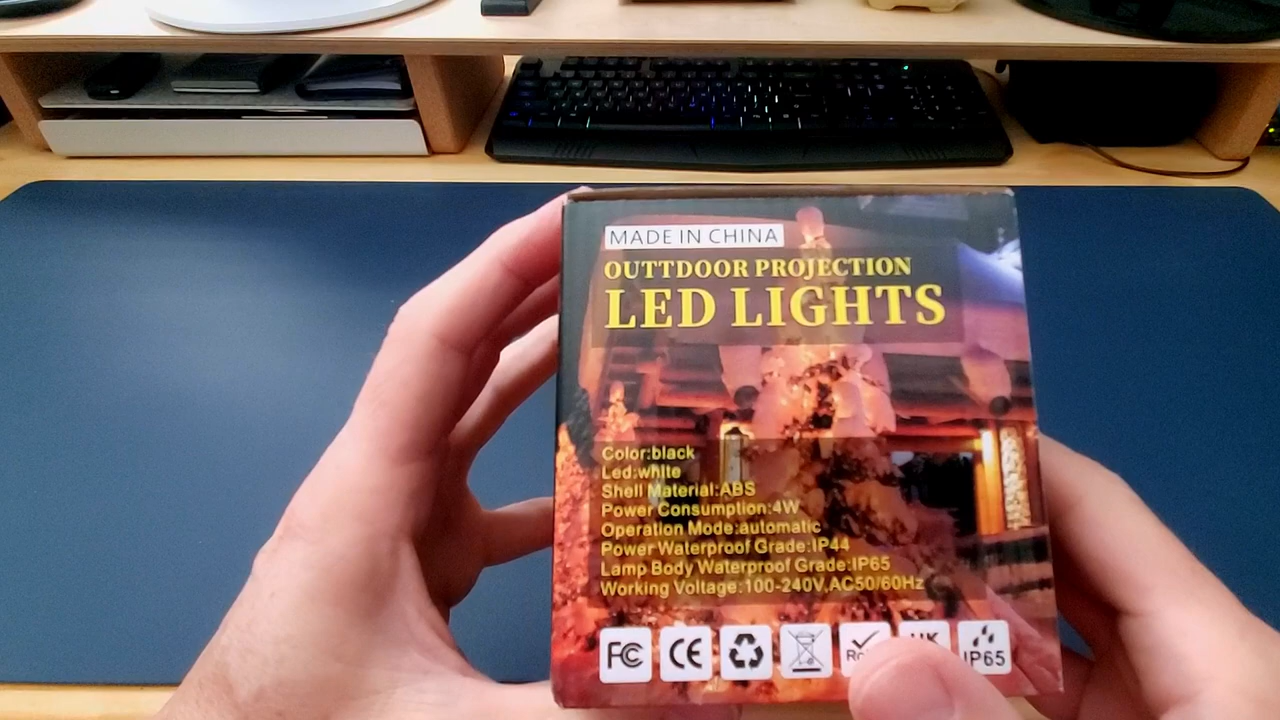 MADE IN CHINA
OUTTDOOR PROJECTION
LED LIGHTS
Color:black
Led:white
Shell Material:ABS
Power Consumption:4W
Operation Mode:automatic
Power Waterproof Grade:IP44
Lamp Body Waterproof Grade:IP65
Working Voltage:100-240V,AC50/60Hz
FC CE IP65